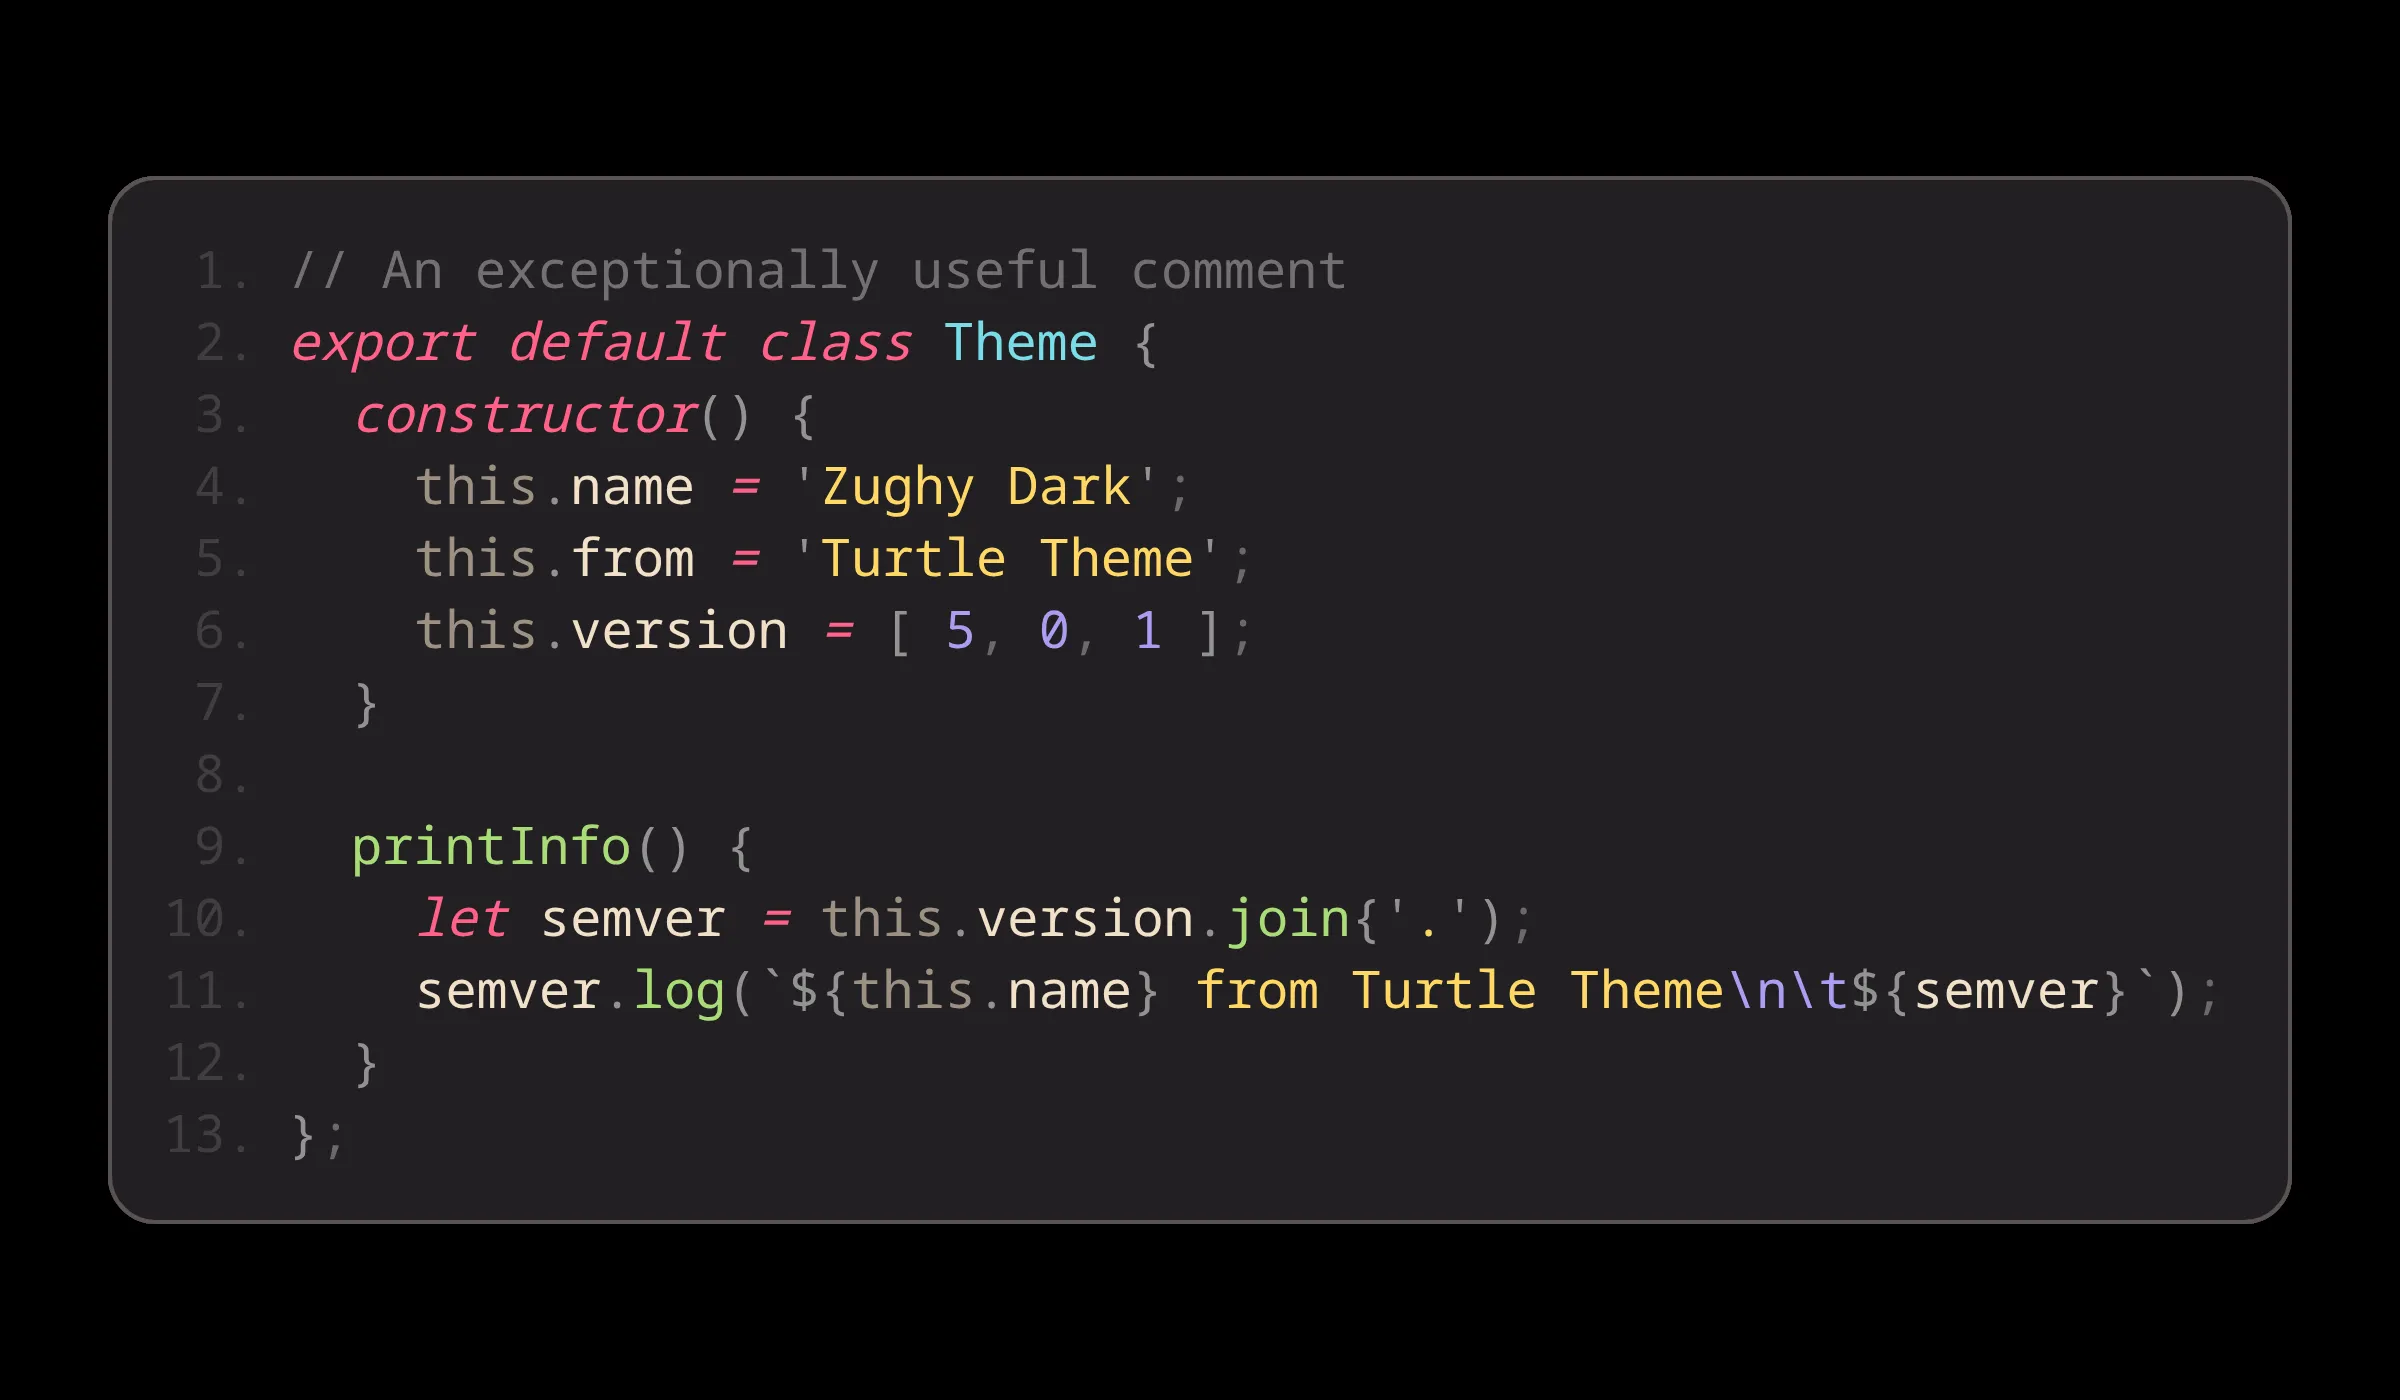 1. // An exceptionally useful comment
2. export default class Theme {
3.   constructor() {
4.     this.name = 'Zughy Dark';
5.     this.from = 'Turtle Theme';
6.     this.version = [ 5, 0, 1 ];
7.   }
8.
9.   printInfo() {
10.     let semver = this.version.join{'.');
11.     semver.log(`${this.name} from Turtle Theme\n\t${semver}`);
12.   }
13. };